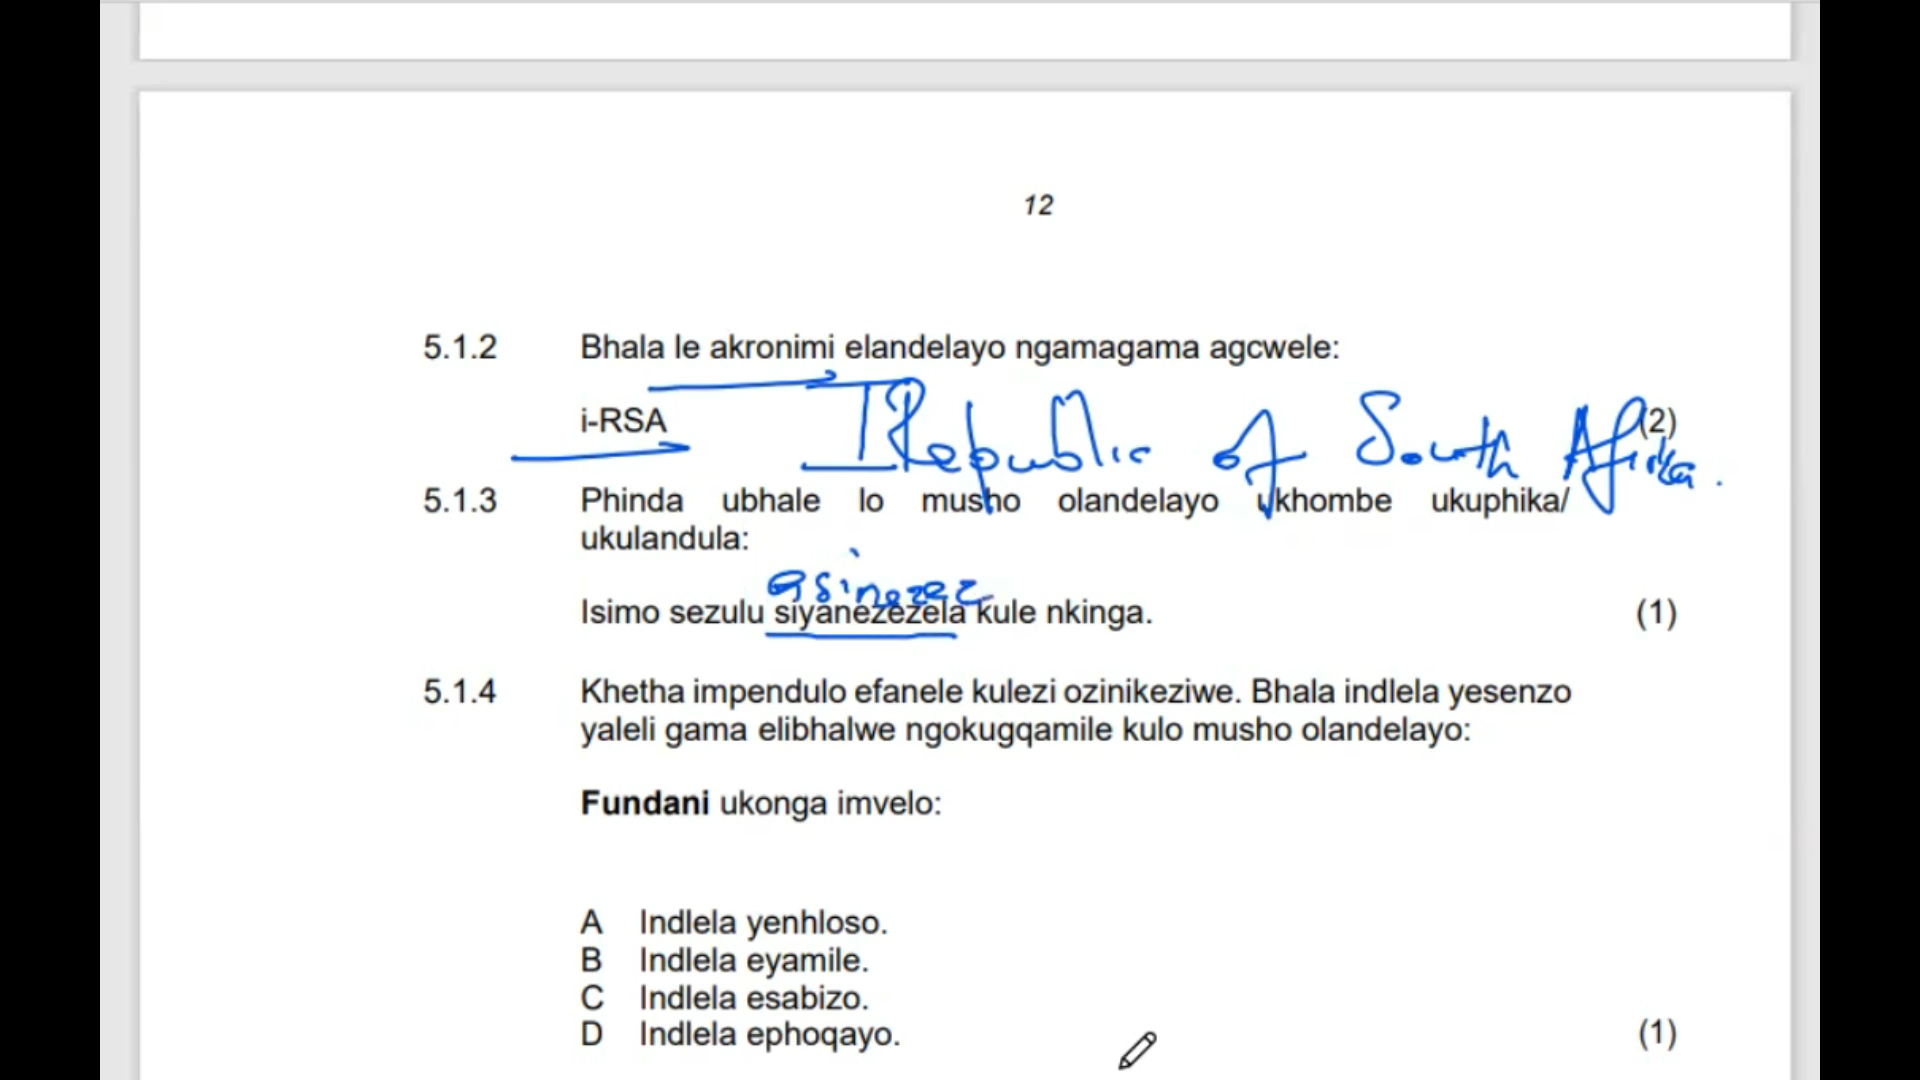 12
5.1.2 Bhala le akronimi elandelayo ngamagama agcwele:
i-RSA IRepublic of South Africa. (2)
5.1.3 Phinda ubhale lo musho olandelayo ukhombe ukuphika/
ukulandula:
Isimo sezulu siyanezezela kule nkinga. (1)
5.1.4 Khetha impendulo efanele kulezi ozinikeziwe. Bhala indlela yesenzo
yaleli gama elibhalwe ngokugqamile kulo musho olandelayo:
Fundani ukonga imvelo:
A Indlela yenhloso.
B Indlela eyamile.
C Indlela esabizo.
D Indlela ephoqayo. (1)